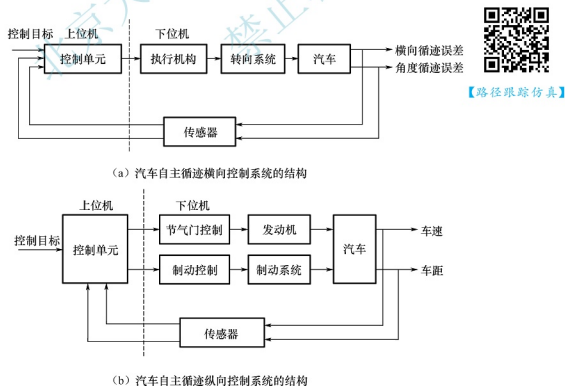 北京大
禁止
控制目标
上位机
下位机
控制单元
执行机构
转向系统
汽车
横向循迹误差
角度循迹误差
传感器
【路径跟踪仿真】
(a)汽车自主循迹横向控制系统的结构
上位机
下位机
控制目标
控制单元
节气门控制
发动机
制动控制
制动系统
汽车
车速
车距
传感器
(b)汽车自主循迹纵向控制系统的结构